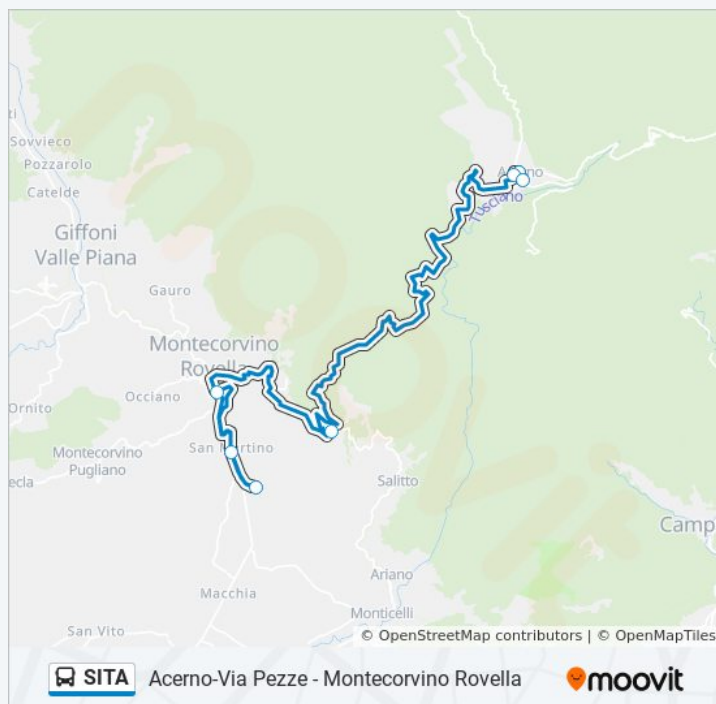 Sovvieco
Pozzarolo
Catelde
Acerno
Tusciano
Giffoni
Valle Piana
Gauro
Montecorvino
Rovella
Occiano
Ornito
San Martino
Montecorvino
Pugliano
Salitto
Camp
Macchia
Ariano
San Vito
Monticelli
© OpenStreetMap contributors | © OpenMapTiles
SITA Acerno-Via Pezze - Montecorvino Rovella moovit